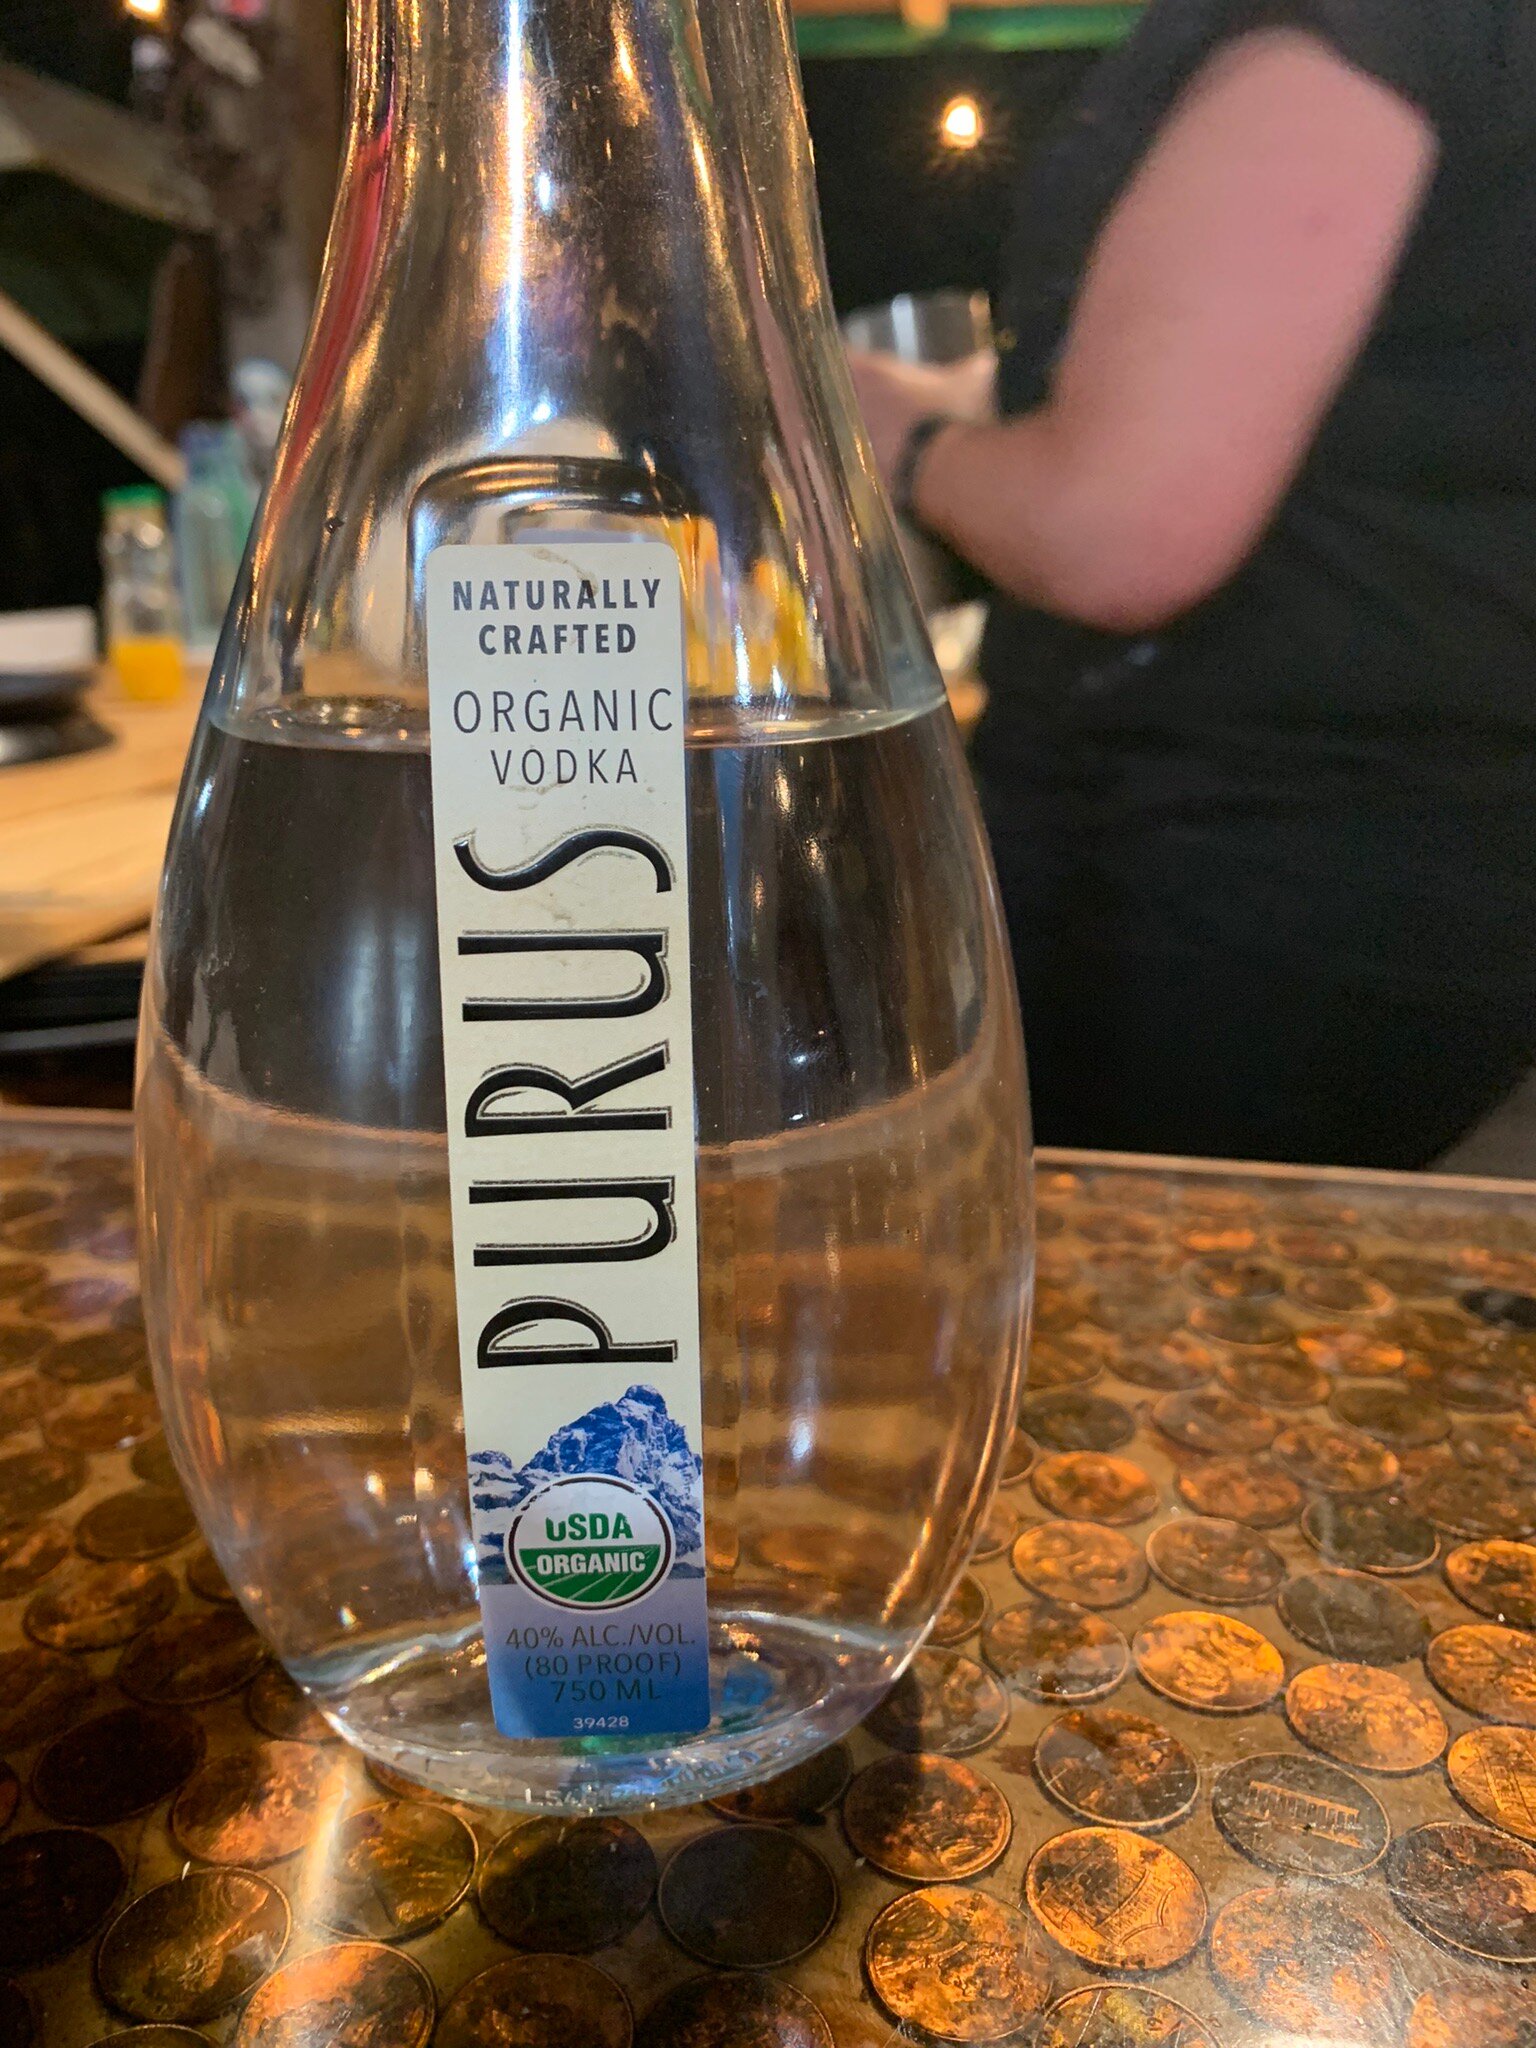 NATURALLY
CRAFTED
ORGANIC
VODKA
PURUS
USDA
ORGANIC
40% ALC./VOL.
(80 PROOF)
750 ML
39428